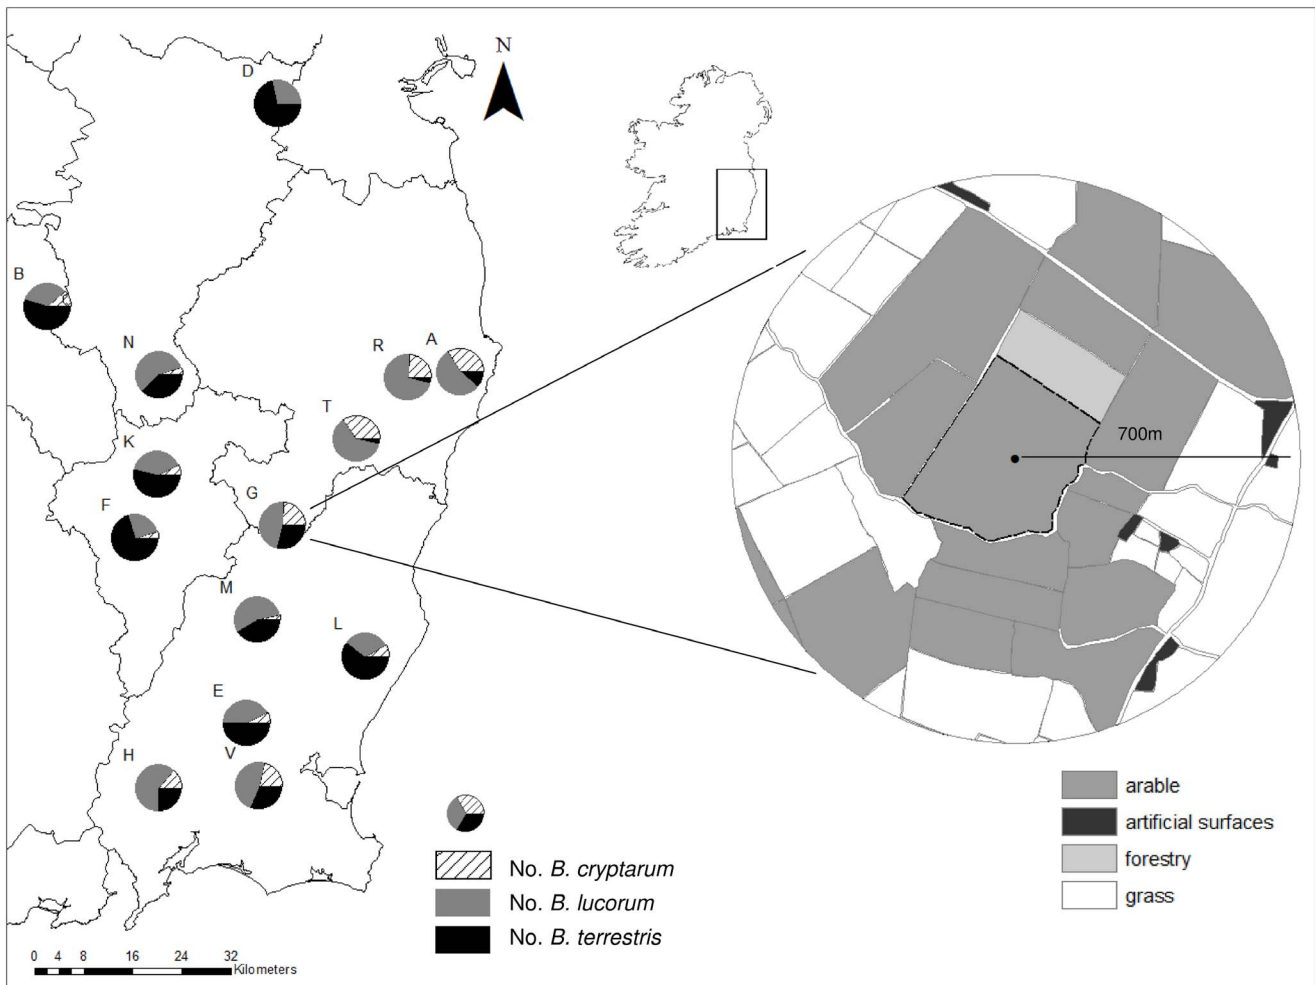 N
D
B
N
R
A
T
K
G
F
M
L
E
H
V
700m
No. B. cryptarum
No. B. lucorum
No. B. terrestris
0 4 8 16 24 32
Kilometers
arable
artificial surfaces
forestry
grass